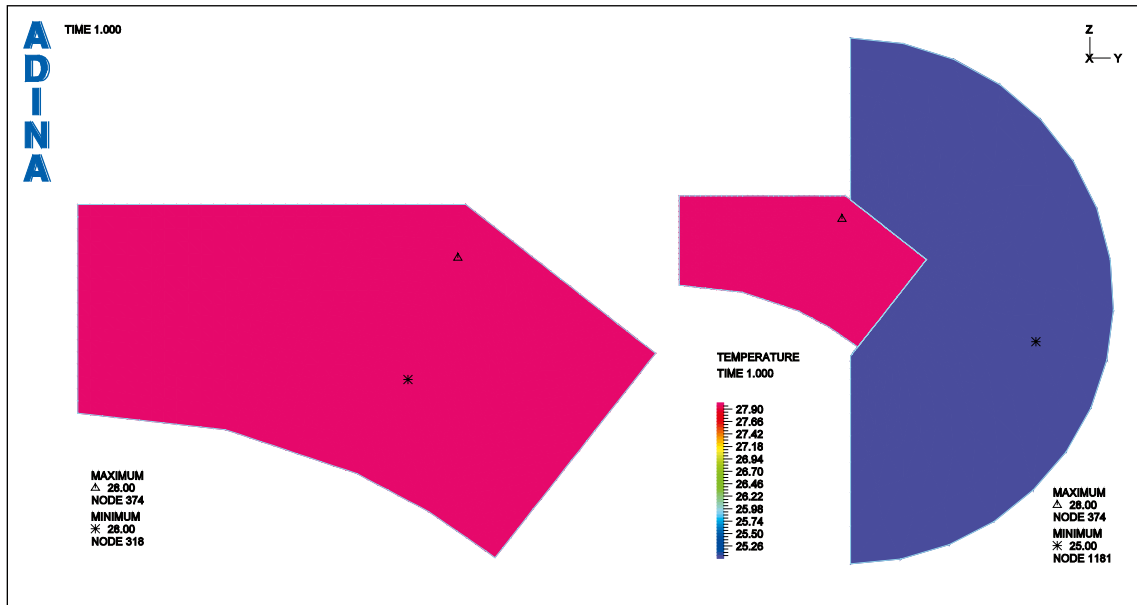 ADINA
TIME 1.000
Z
X Y
MAXIMUM
△ 28.00
NODE 374
MINIMUM
✳ 28.00
NODE 318
TEMPERATURE
TIME 1.000
27.90
27.66
27.42
27.18
26.94
26.70
26.46
26.22
25.98
25.74
25.50
25.26
MAXIMUM
△ 28.00
NODE 374
MINIMUM
✳ 25.00
NODE 1181